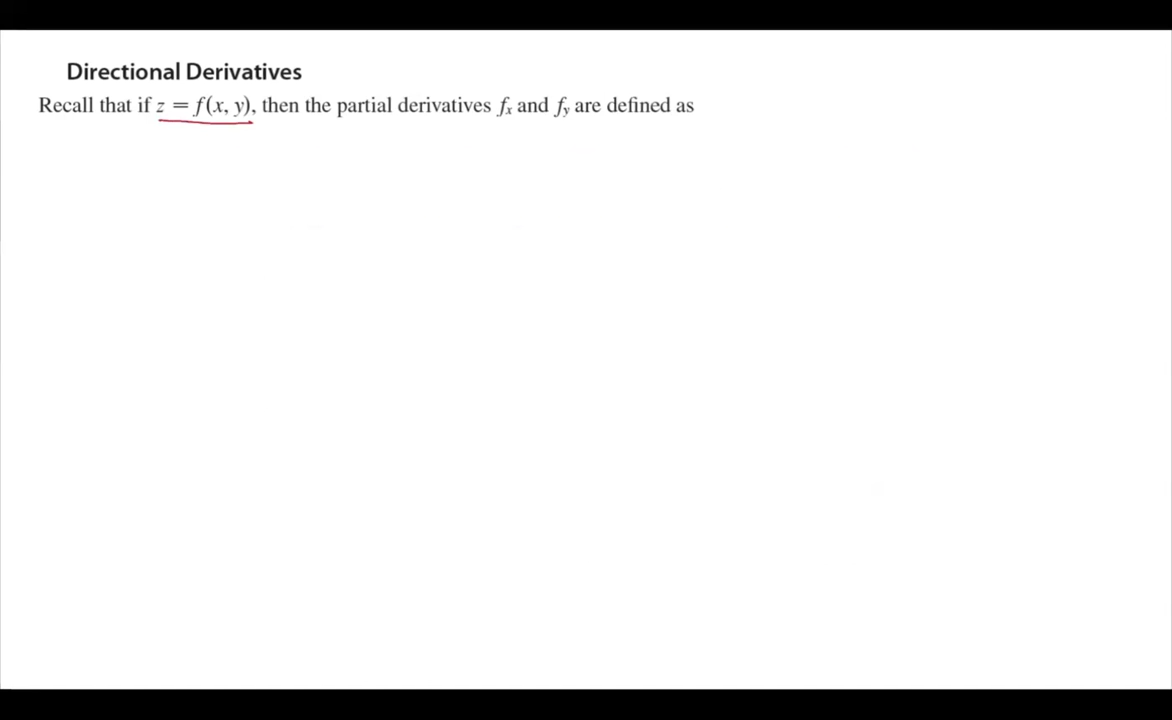 Directional Derivatives
Recall that if z = f(x, y), then the partial derivatives fx and fy are defined as